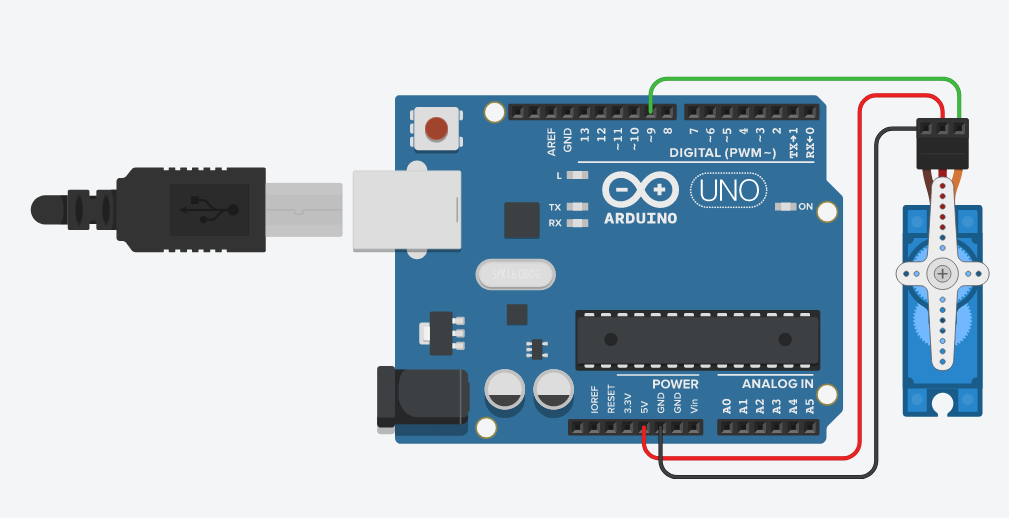 AREF
GND
13
12
~11
~10
~9
8
7
~6
~5
4
~3
2
TX→1
RX←0
DIGITAL (PWM~)
L
TX
RX
ARDUINO
UNO
ON
POWER
ANALOG IN
IOREF
RESET
3.3V
5V
GND
GND
Vin
A0
A1
A2
A3
A4
A5